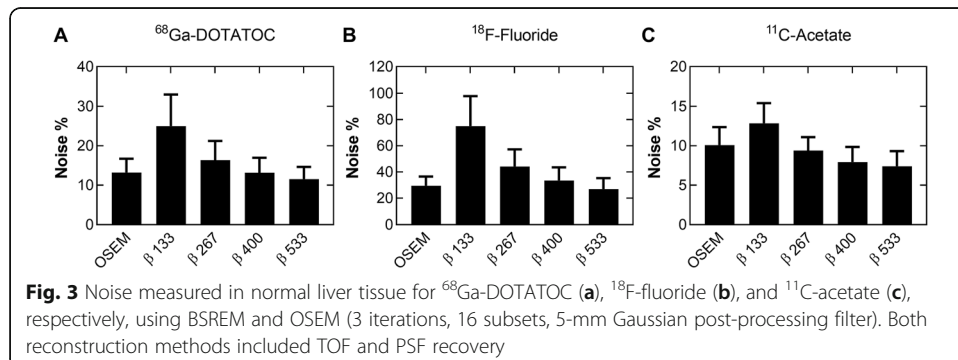 A
⁶⁸Ga-DOTATOC
Noise %
40
30
20
10
0
OSEM
β 133
β 267
β 400
β 533
B
¹⁸F-Fluoride
Noise %
120
100
80
60
40
20
0
OSEM
β 133
β 267
β 400
β 533
C
¹¹C-Acetate
Noise %
20
15
10
5
0
OSEM
β 133
β 267
β 400
β 533
Fig. 3 Noise measured in normal liver tissue for ⁶⁸Ga-DOTATOC (a), ¹⁸F-fluoride (b), and ¹¹C-acetate (c),
respectively, using BSREM and OSEM (3 iterations, 16 subsets, 5-mm Gaussian post-processing filter). Both
reconstruction methods included TOF and PSF recovery